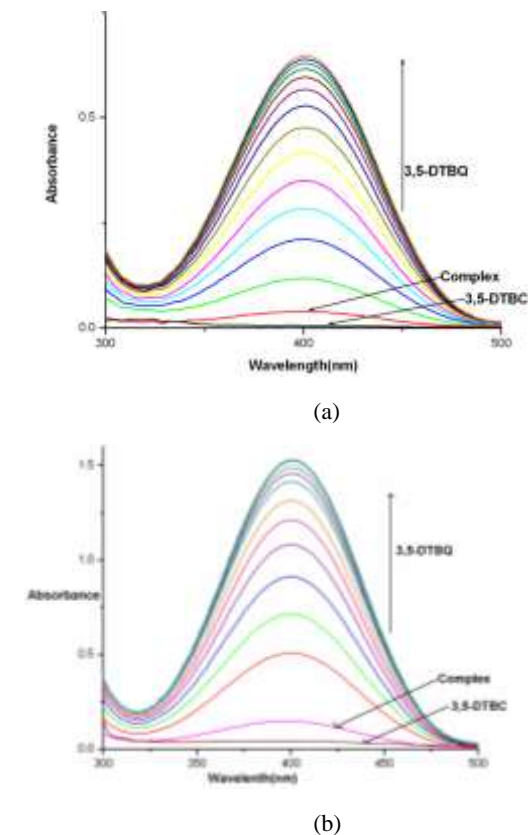 Absorbance
0.5
0.0
300
400
500
Wavelength(nm)
3,5-DTBQ
Complex
3,5-DTBC
(a)
Absorbance
1.5
1.0
0.5
0.0
300
350
400
450
500
Wavelenth(nm)
3,5-DTBQ
Complex
3,5-DTBC
(b)